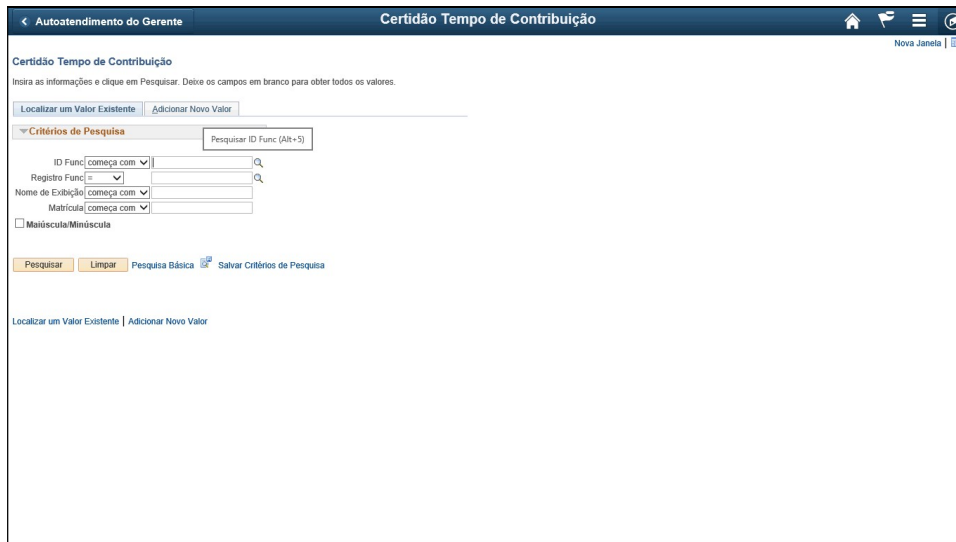 Autoatendimento do Gerente
Certidão Tempo de Contribuição
Nova Janela |
Certidão Tempo de Contribuição
Insira as informações e clique em Pesquisar. Deixe os campos em branco para obter todos os valores.
Localizar um Valor Existente Adicionar Novo Valor
Critérios de Pesquisa
Pesquisar ID Func (Alt+5)
ID Func começa com
Registro Func =
Nome de Exibição começa com
Matrícula começa com
Maiúscula/Minúscula
Pesquisar Limpar Pesquisa Básica Salvar Critérios de Pesquisa
Localizar um Valor Existente | Adicionar Novo Valor